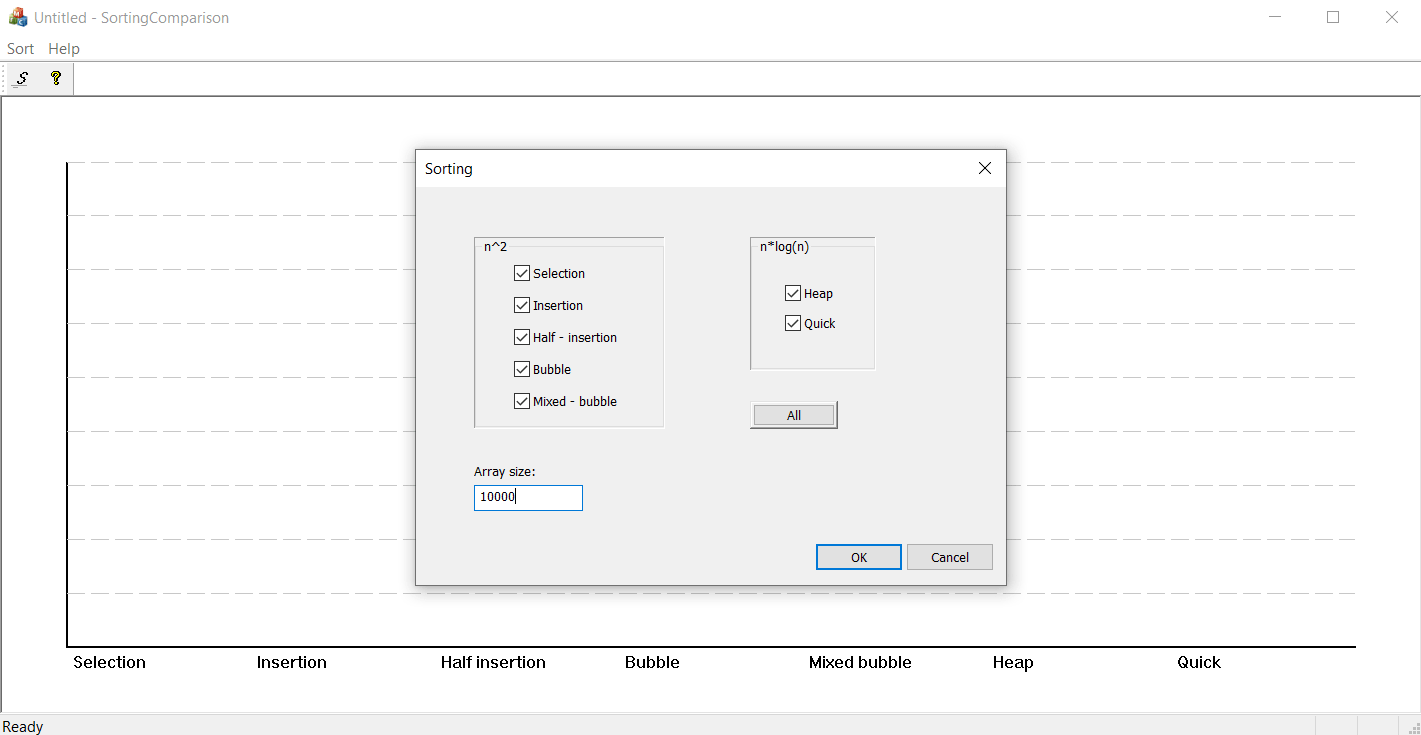 Untitled - SortingComparison
Sort Help
S ?
Sorting
n^2
Selection
Insertion
Half - insertion
Bubble
Mixed - bubble
n*log(n)
Heap
Quick
All
Array size:
10000
OK Cancel
Selection Insertion Half insertion Bubble Mixed bubble Heap Quick
Ready